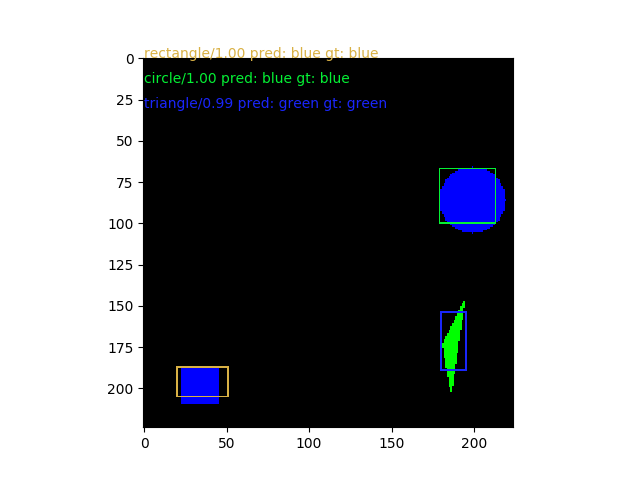 rectangle/1.00 pred: blue gt: blue
circle/1.00 pred: blue gt: blue
triangle/0.99 pred: green gt: green
0
25
50
75
100
125
150
175
200
0 50 100 150 200